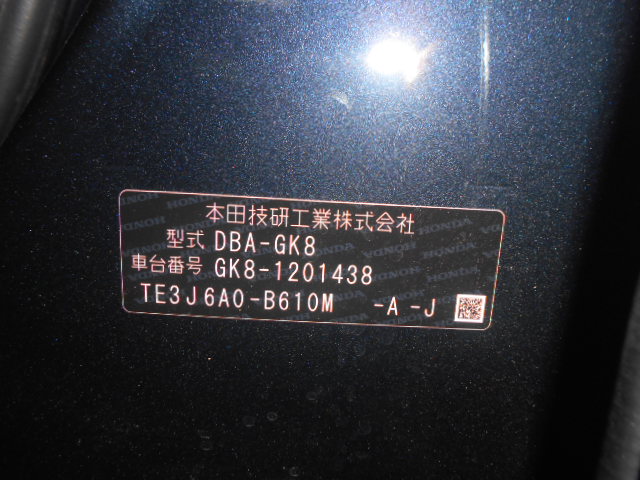 本田技研工業株式会社
型式 DBA-GK8
車台番号 GK8-1201438
TE3J6A0-B610M -A -J